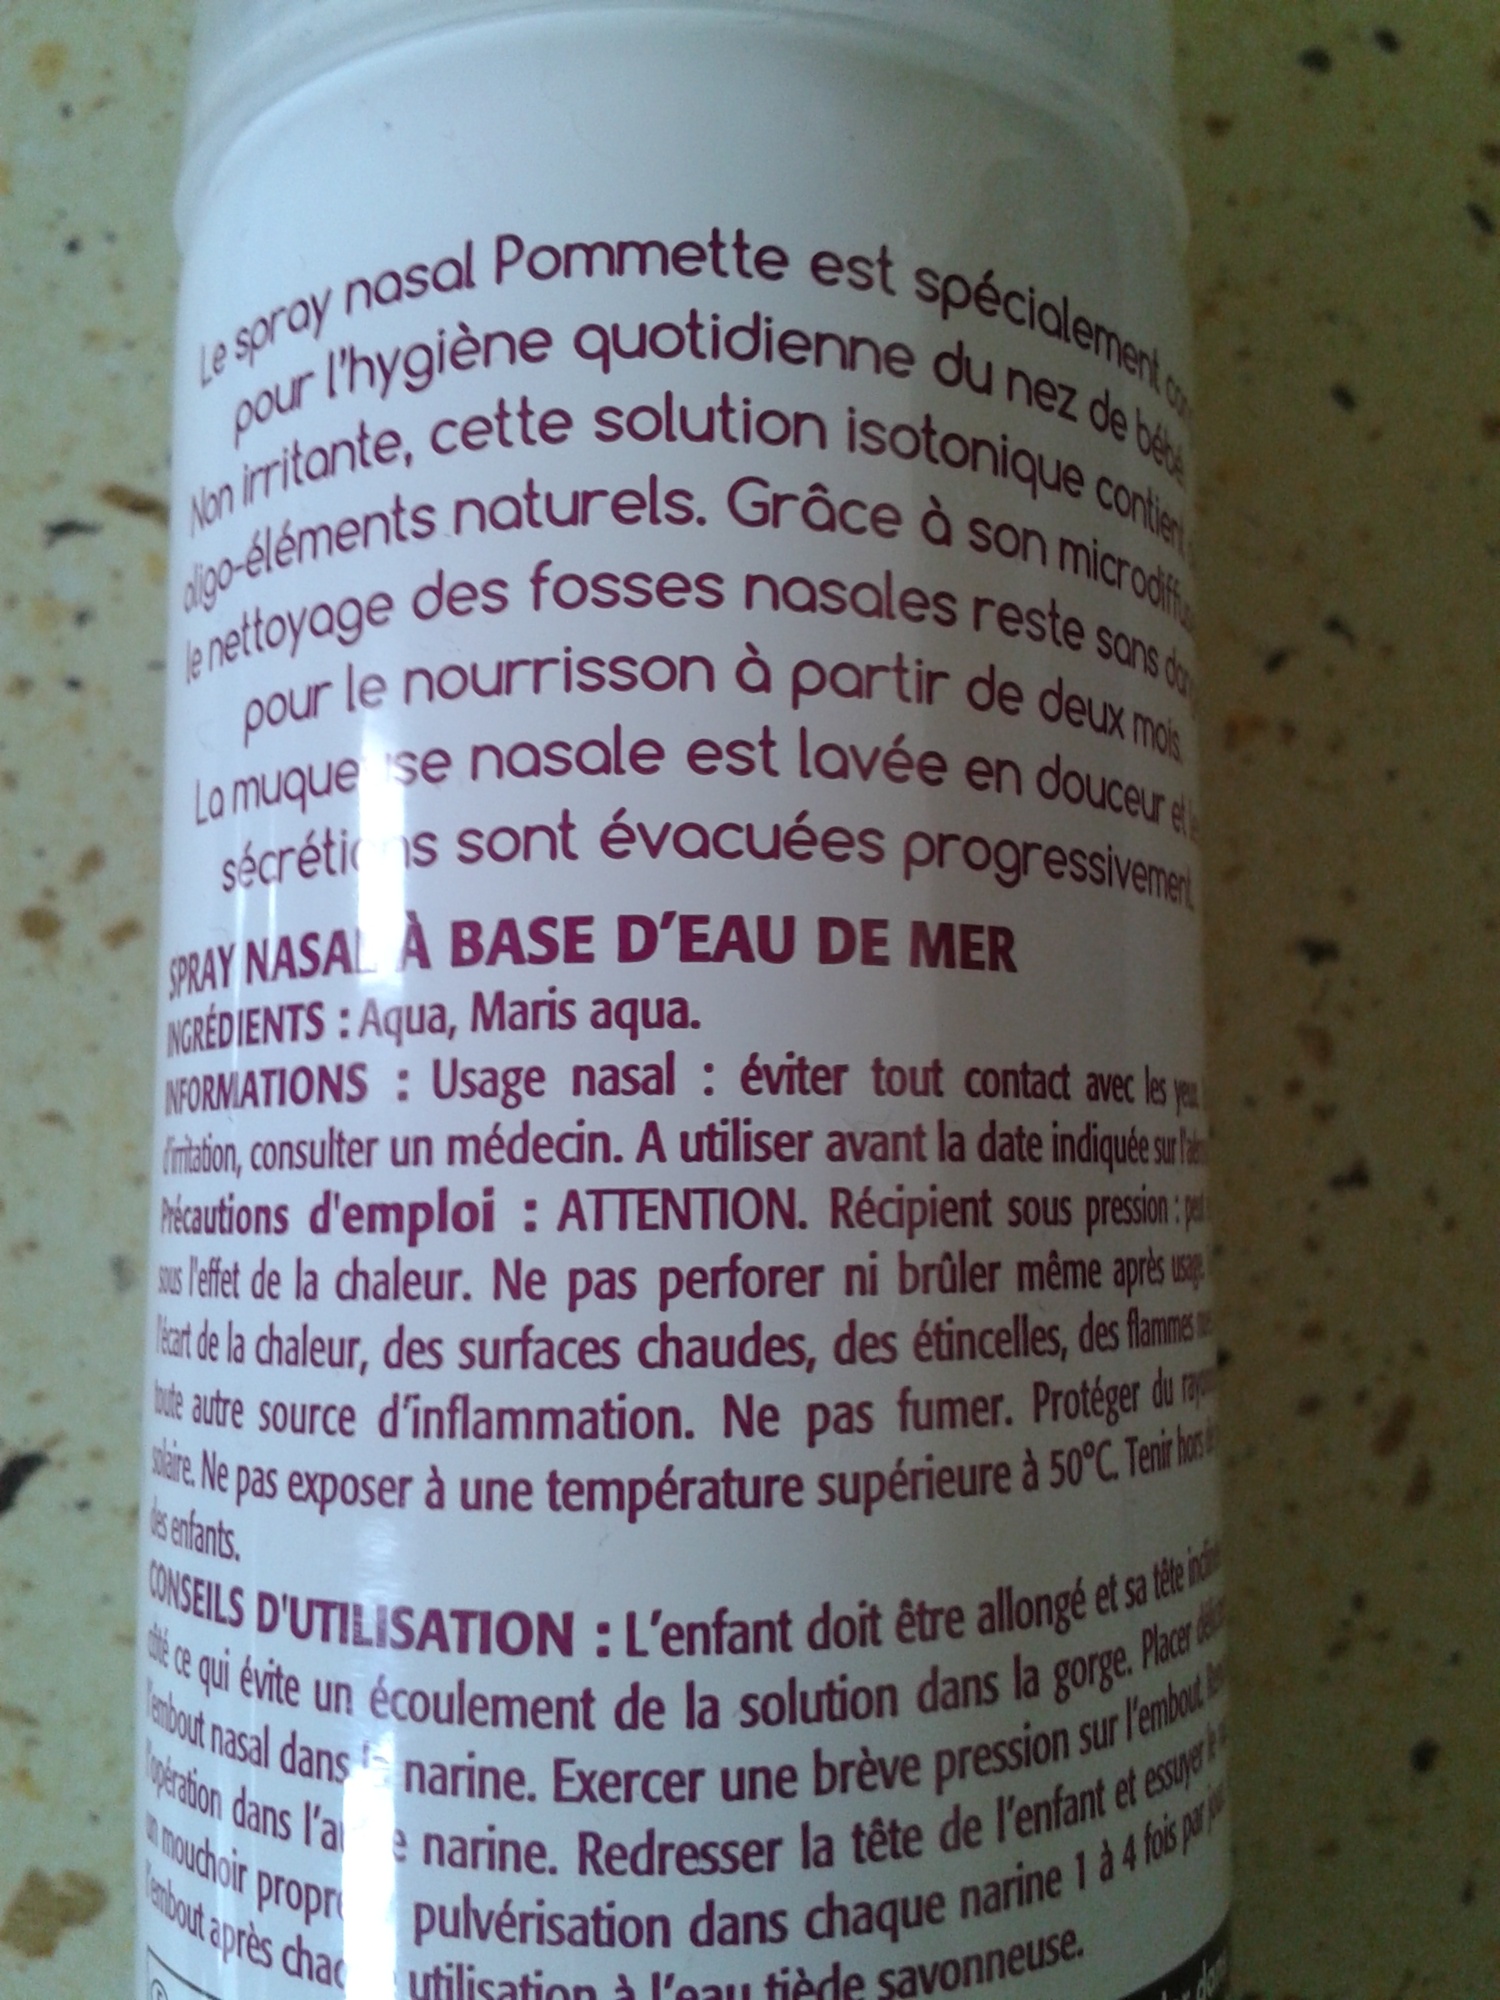 Le spray nasal Pommette est spécialement
pour l'hygiène quotidienne du nez de bébé
Non irritante, cette solution isotonique contient
oligo-éléments naturels. Grâce à son
le nettoyage des fosses nasales reste sans
pour le nourrisson à partir de deux mois.
La muqueuse nasale est lavée en douceur et
sécrétions sont évacuées progressivement.
SPRAY NASAL À BASE D'EAU DE MER
INGRÉDIENTS : Aqua, Maris aqua.
INFORMATIONS : Usage nasal : éviter tout contact avec les yeux
d'irritation, consulter un médecin. A utiliser avant la date indiquée sur
Précautions d'emploi : ATTENTION. Récipient sous pression : peut
sous l'effet de la chaleur. Ne pas perforer ni brûler même après usage.
l'écart de la chaleur, des surfaces chaudes, des étincelles, des flammes
toute autre source d'inflammation. Ne pas fumer. Protéger du
solaire. Ne pas exposer à une température supérieure à 50°C. Tenir hors
des enfants.
CONSEILS D'UTILISATION : L'enfant doit être allongé et sa tête
côté ce qui évite un écoulement de la solution dans la gorge. Placer
l'embout nasal dans narine. Exercer une brève pression sur l'embout.
l'opération dans l'autre narine. Redresser la tête de l'enfant et essuyer le
un mouchoir propre pulvérisation dans chaque narine 1 à 4 fois par jour
l'embout après chaque utilisation à l'eau tiède savonneuse.